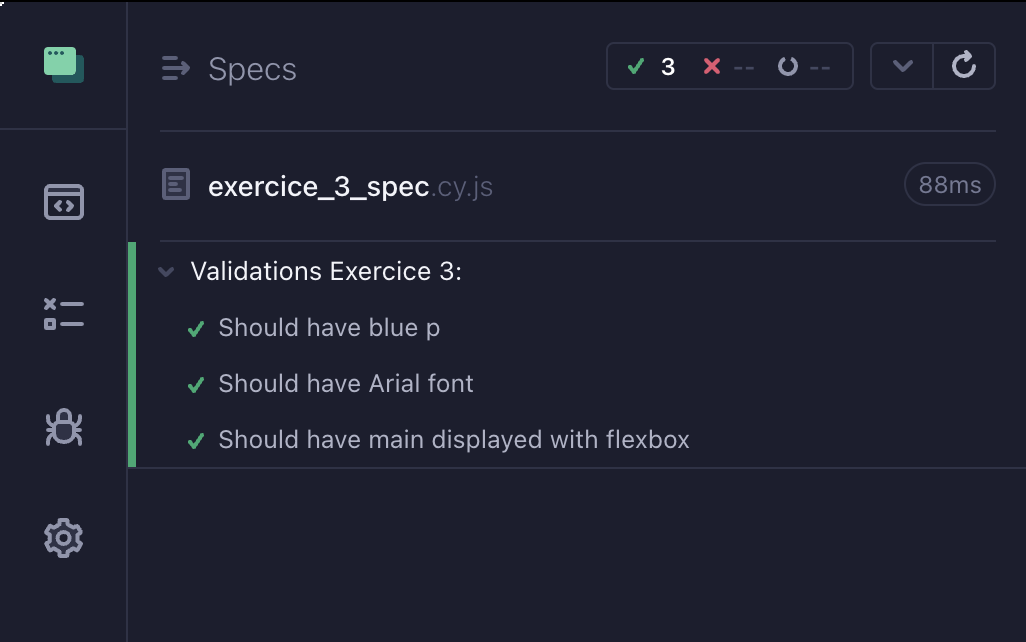 Specs
3 -- --
exercice_3_spec.cy.js
88ms
Validations Exercice 3:
Should have blue p
Should have Arial font
Should have main displayed with flexbox